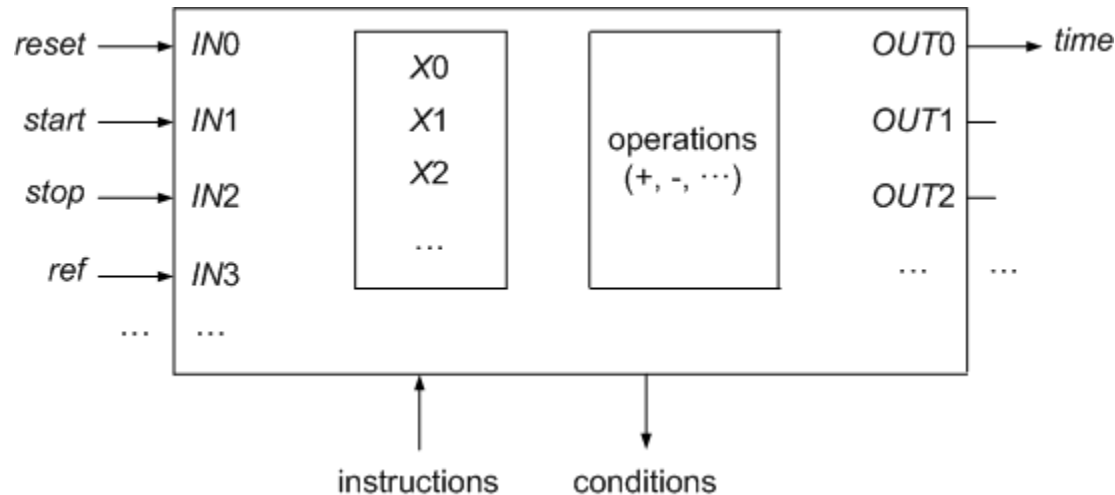 reset IN0 X0 OUT0 time
start IN1 X1 operations OUT1
stop IN2 X2 (+, -, ···) OUT2
ref IN3 ... ... ...
... ...
instructions conditions